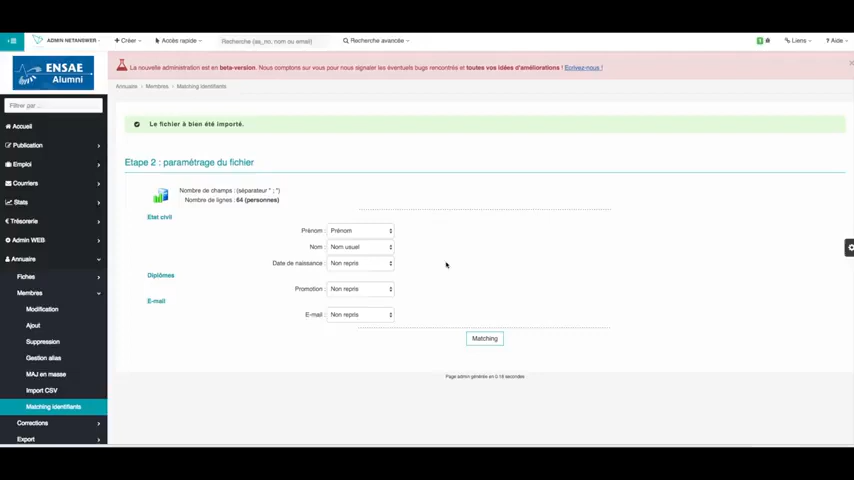 ADMIN NETANSWER
Créer
Accès rapide
Recherche (as_no, nom ou email)
Recherche avancée
1
Liens
? Aide
ENSAE
Alumni
La nouvelle administration est en beta-version. Nous comptons sur vous pour nous signaler les éventuels bugs rencontrés et toutes vos idées d'améliorations ! Ecrivez-nous !
Annuaire > Membres > Matching Identifiants
Filtrer par ...
Accueil
Publication
Emploi
Courriers
Stats
Trésorerie
Admin WEB
Annuaire
Fiches
Membres
Modification
Ajout
Suppression
Gestion alias
MAJ en masse
Import CSV
Matching Identifiants
Corrections
Export
Le fichier à bien été importé.
Etape 2 : paramétrage du fichier
Nombre de champs : (séparateur " ; ")
Nombre de lignes : 64 (personnes)
Etat civil
Prénom : Prénom
Nom : Nom usuel
Date de naissance : Non repris
Diplômes
Promotion : Non repris
E-mail
E-mail : Non repris
Matching
Page admin générée en 0.16 secondes